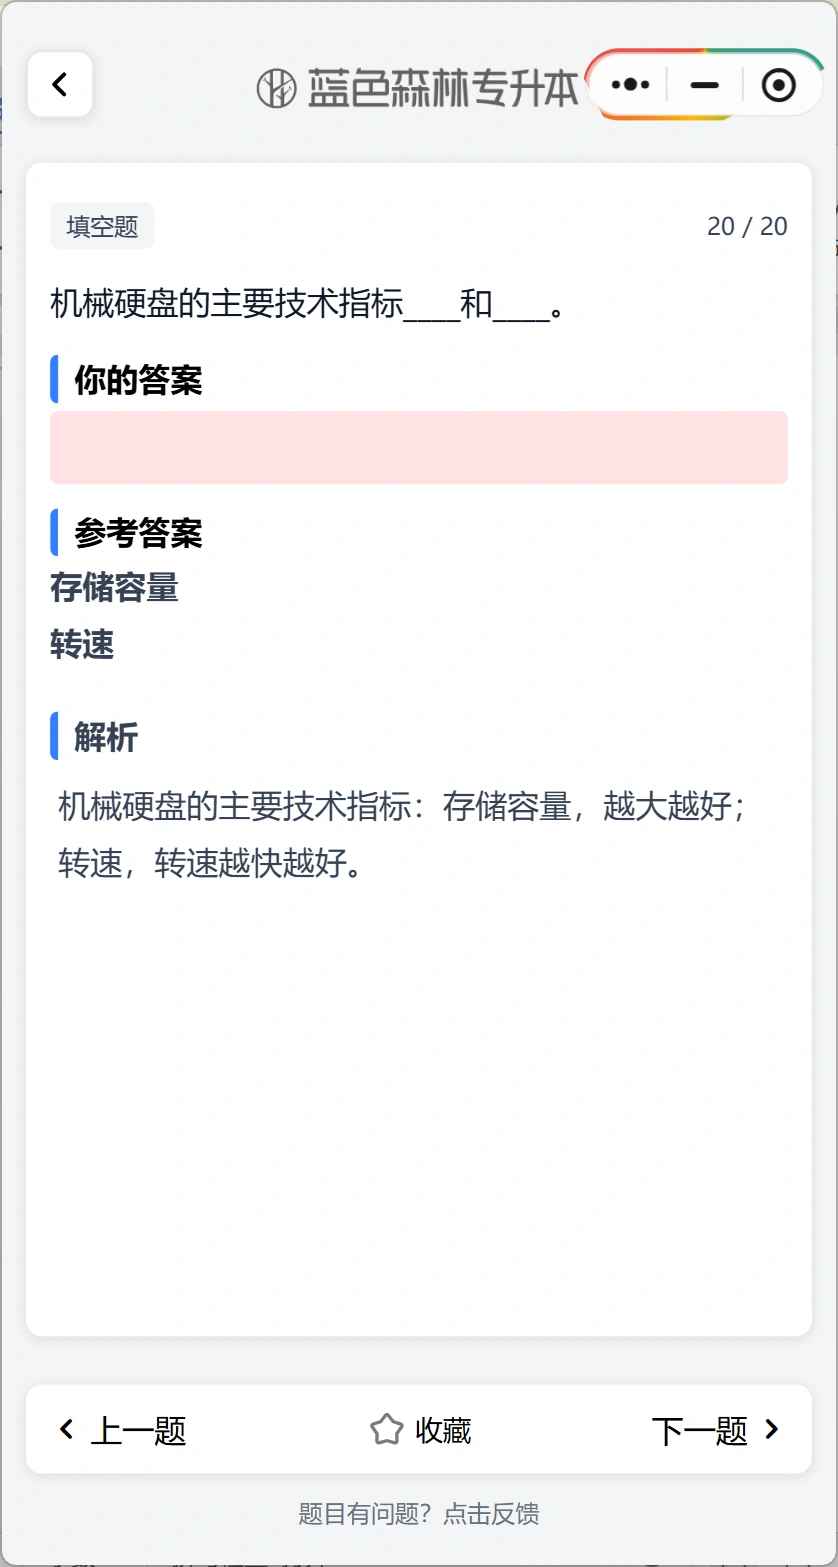 蓝色森林专升本
填空题
20 / 20
机械硬盘的主要技术指标____和____。
你的答案
参考答案
存储容量
转速
解析
机械硬盘的主要技术指标：存储容量，越大越好；
转速，转速越快越好。
上一题
收藏
下一题
题目有问题？点击反馈